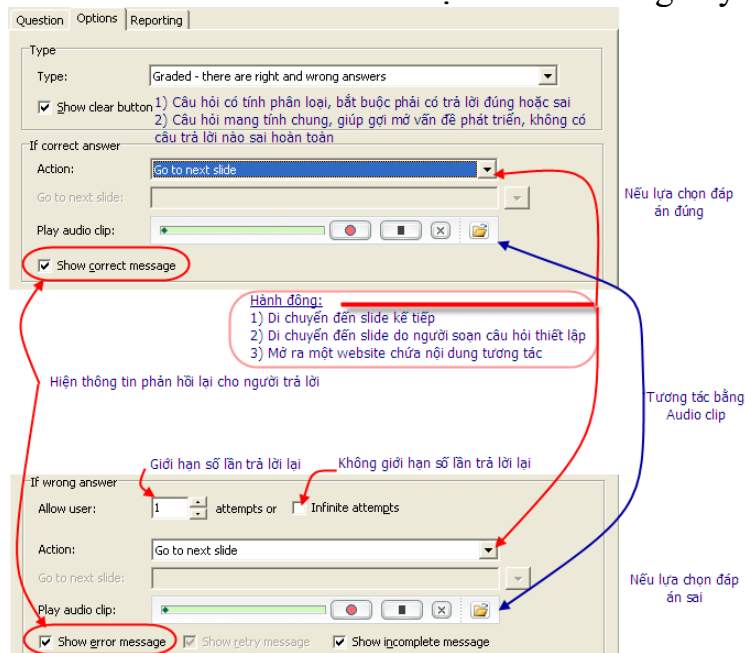 Question Options Reporting
Type
Type: Graded - there are right and wrong answers
Show clear button 1) Câu hỏi có tính phân loại, bắt buộc phải có trả lời đúng hoặc sai
2) Câu hỏi mang tính chung, giúp gợi mở vấn đề phát triển, không có
câu trả lời nào sai hoàn toàn
If correct answer
Action: Go to next slide
Go to next slide:
Nếu lựa chọn đáp
án đúng
Play audio clip:
Show correct message
Hành đông:
1) Di chuyển đến slide kế tiếp
2) Di chuyển đến slide do người soạn câu hỏi thiết lập
3) Mở ra một website chứa nội dung tương tác
Hiện thông tin phản hồi lại cho người trả lời
Tương tác bằng
Audio clip
Giới hạn số lần trả lời lại Không giới hạn số lần trả lời lại
If wrong answer
Allow user: 1 attempts or Infinite attempts
Action: Go to next slide
Go to next slide:
Nếu lựa chọn đáp
án sai
Play audio clip:
Show error message Show retry message Show incomplete message